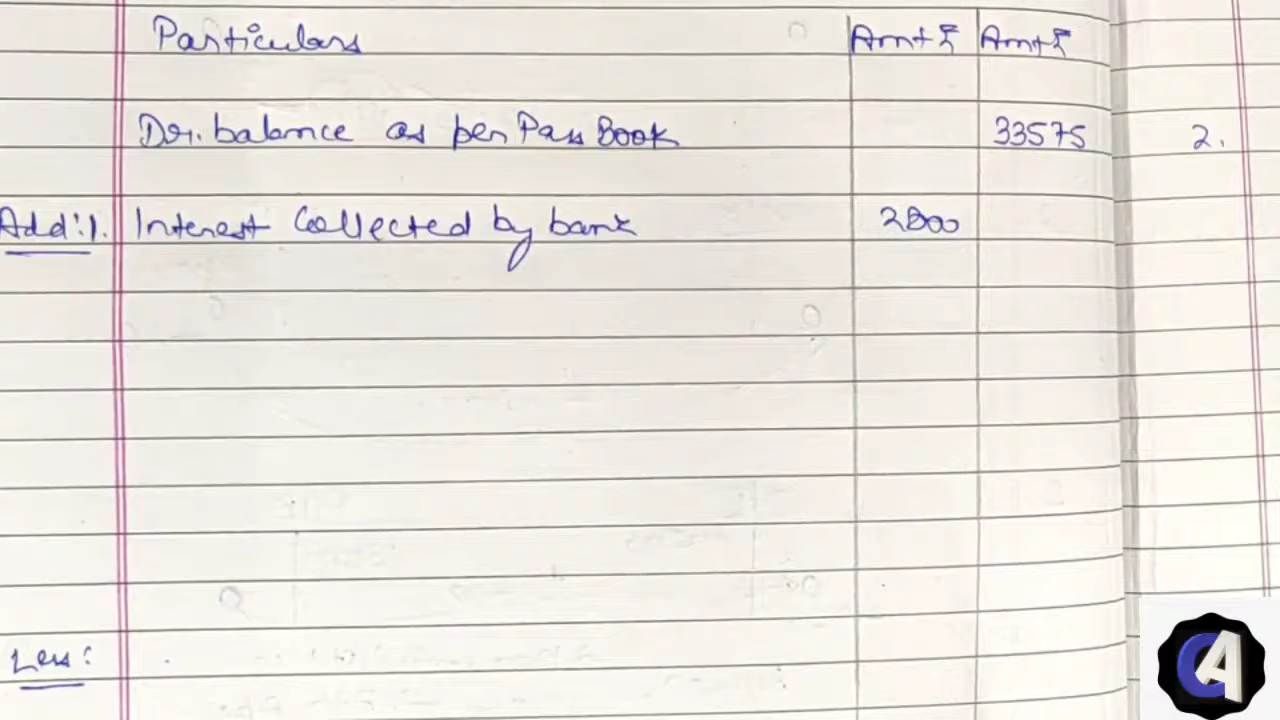 Particulars Amt ₹ Amt ₹
Dr. balance as per Pass Book 33575 2.
Add: 1. Interest Collected by bank 2800
Less:
CA